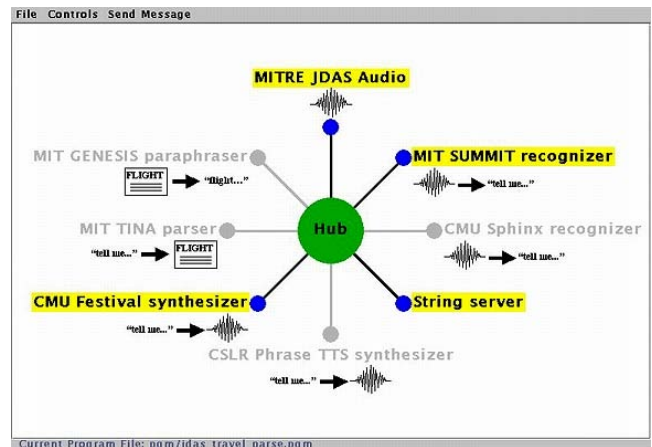 File Controls Send Message
MITRE JDAS Audio
MIT GENESIS paraphraser
FLIGHT
"flight..."
MIT SUMMIT recognizer
"tell me..."
MIT TINA parser
"tell me..."
FLIGHT
Hub
CMU Sphinx recognizer
"tell me..."
CMU Festival synthesizer
"tell me..."
String server
CSLR Phrase TTS synthesizer
"tell me..."
Current Program File: pgm/jdas_travel_parse.pgm